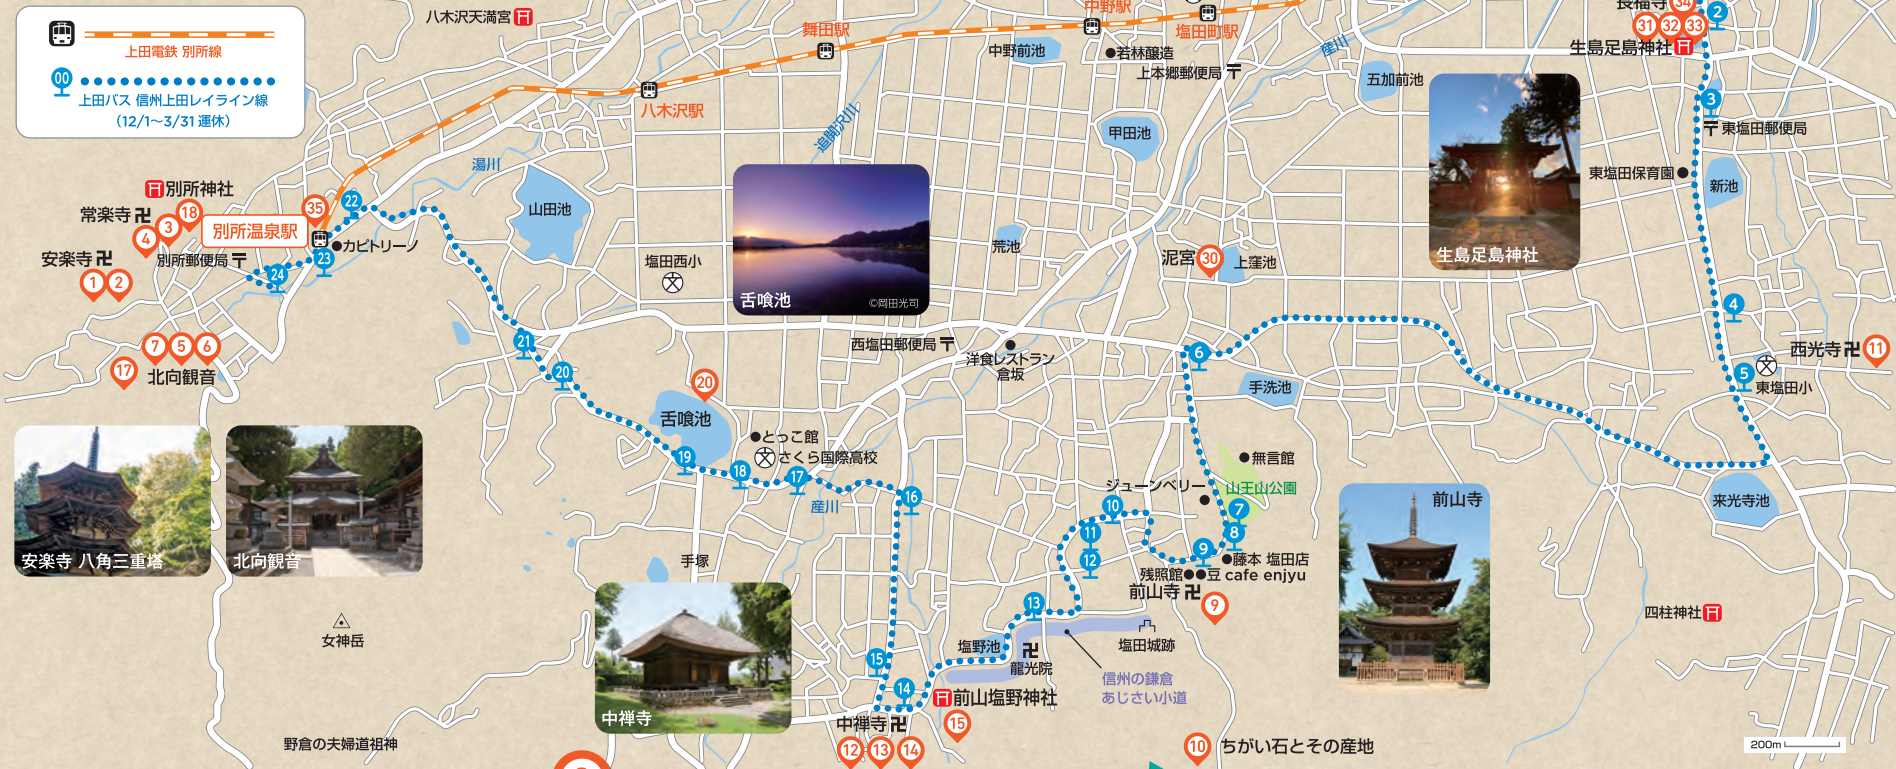 上田電鉄 別所線
00
上田バス 信州上田レイライン線
(12/1～3/31 運休)
八木沢天満宮
舞田駅
中野駅
塩田町駅
八木沢駅
中野前池
若林醸造
上本郷郵便局
産川
五加前池
長福寺
34
31
32
33
生島足島神社
2
3
東塩田郵便局
東塩田保育園
新池
生島足島神社
追開沢川
甲田池
湯川
山田池
別所神社
常楽寺
18
3
4
35
22
別所温泉駅
カピトリーノ
23
別所郵便局
24
安楽寺
1
2
7
5
6
17
北向観音
塩田西小
舌喰池
©岡田光司
荒池
泥宮
30
上窪池
4
西光寺
11
5
東塩田小
21
20
西塩田郵便局
洋食レストラン
倉坂
6
手洗池
20
舌喰池
とっこ館
さくら国際高校
19
18
17
産川
16
無言館
山王山公園
ジューンベリー
7
8
9
10
11
12
藤本 塩田店
残照館
豆 cafe enjyu
前山寺
9
前山寺
来光寺池
四柱神社
安楽寺 八角三重塔
北向観音
手塚
女神岳
中禅寺
13
塩野池
龍光院
塩田城跡
信州の鎌倉
あじさい小道
15
14
前山塩野神社
15
中禅寺
12
13
14
野倉の夫婦道祖神
10
ちがい石とその産地
200m